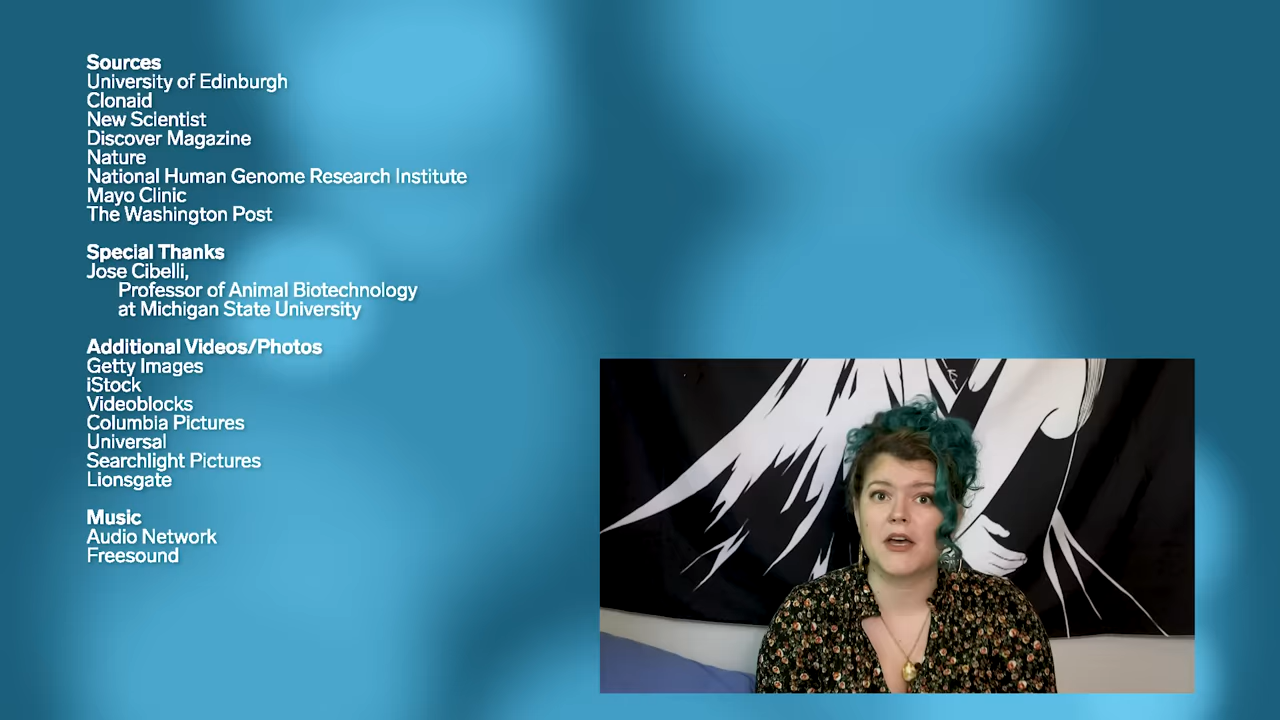 Sources
University of Edinburgh
Clonaid
New Scientist
Discover Magazine
Nature
National Human Genome Research Institute
Mayo Clinic
The Washington Post
Special Thanks
Jose Cibelli,
Professor of Animal Biotechnology
at Michigan State University
Additional Videos/Photos
Getty Images
iStock
Videoblocks
Columbia Pictures
Universal
Searchlight Pictures
Lionsgate
Music
Audio Network
Freesound